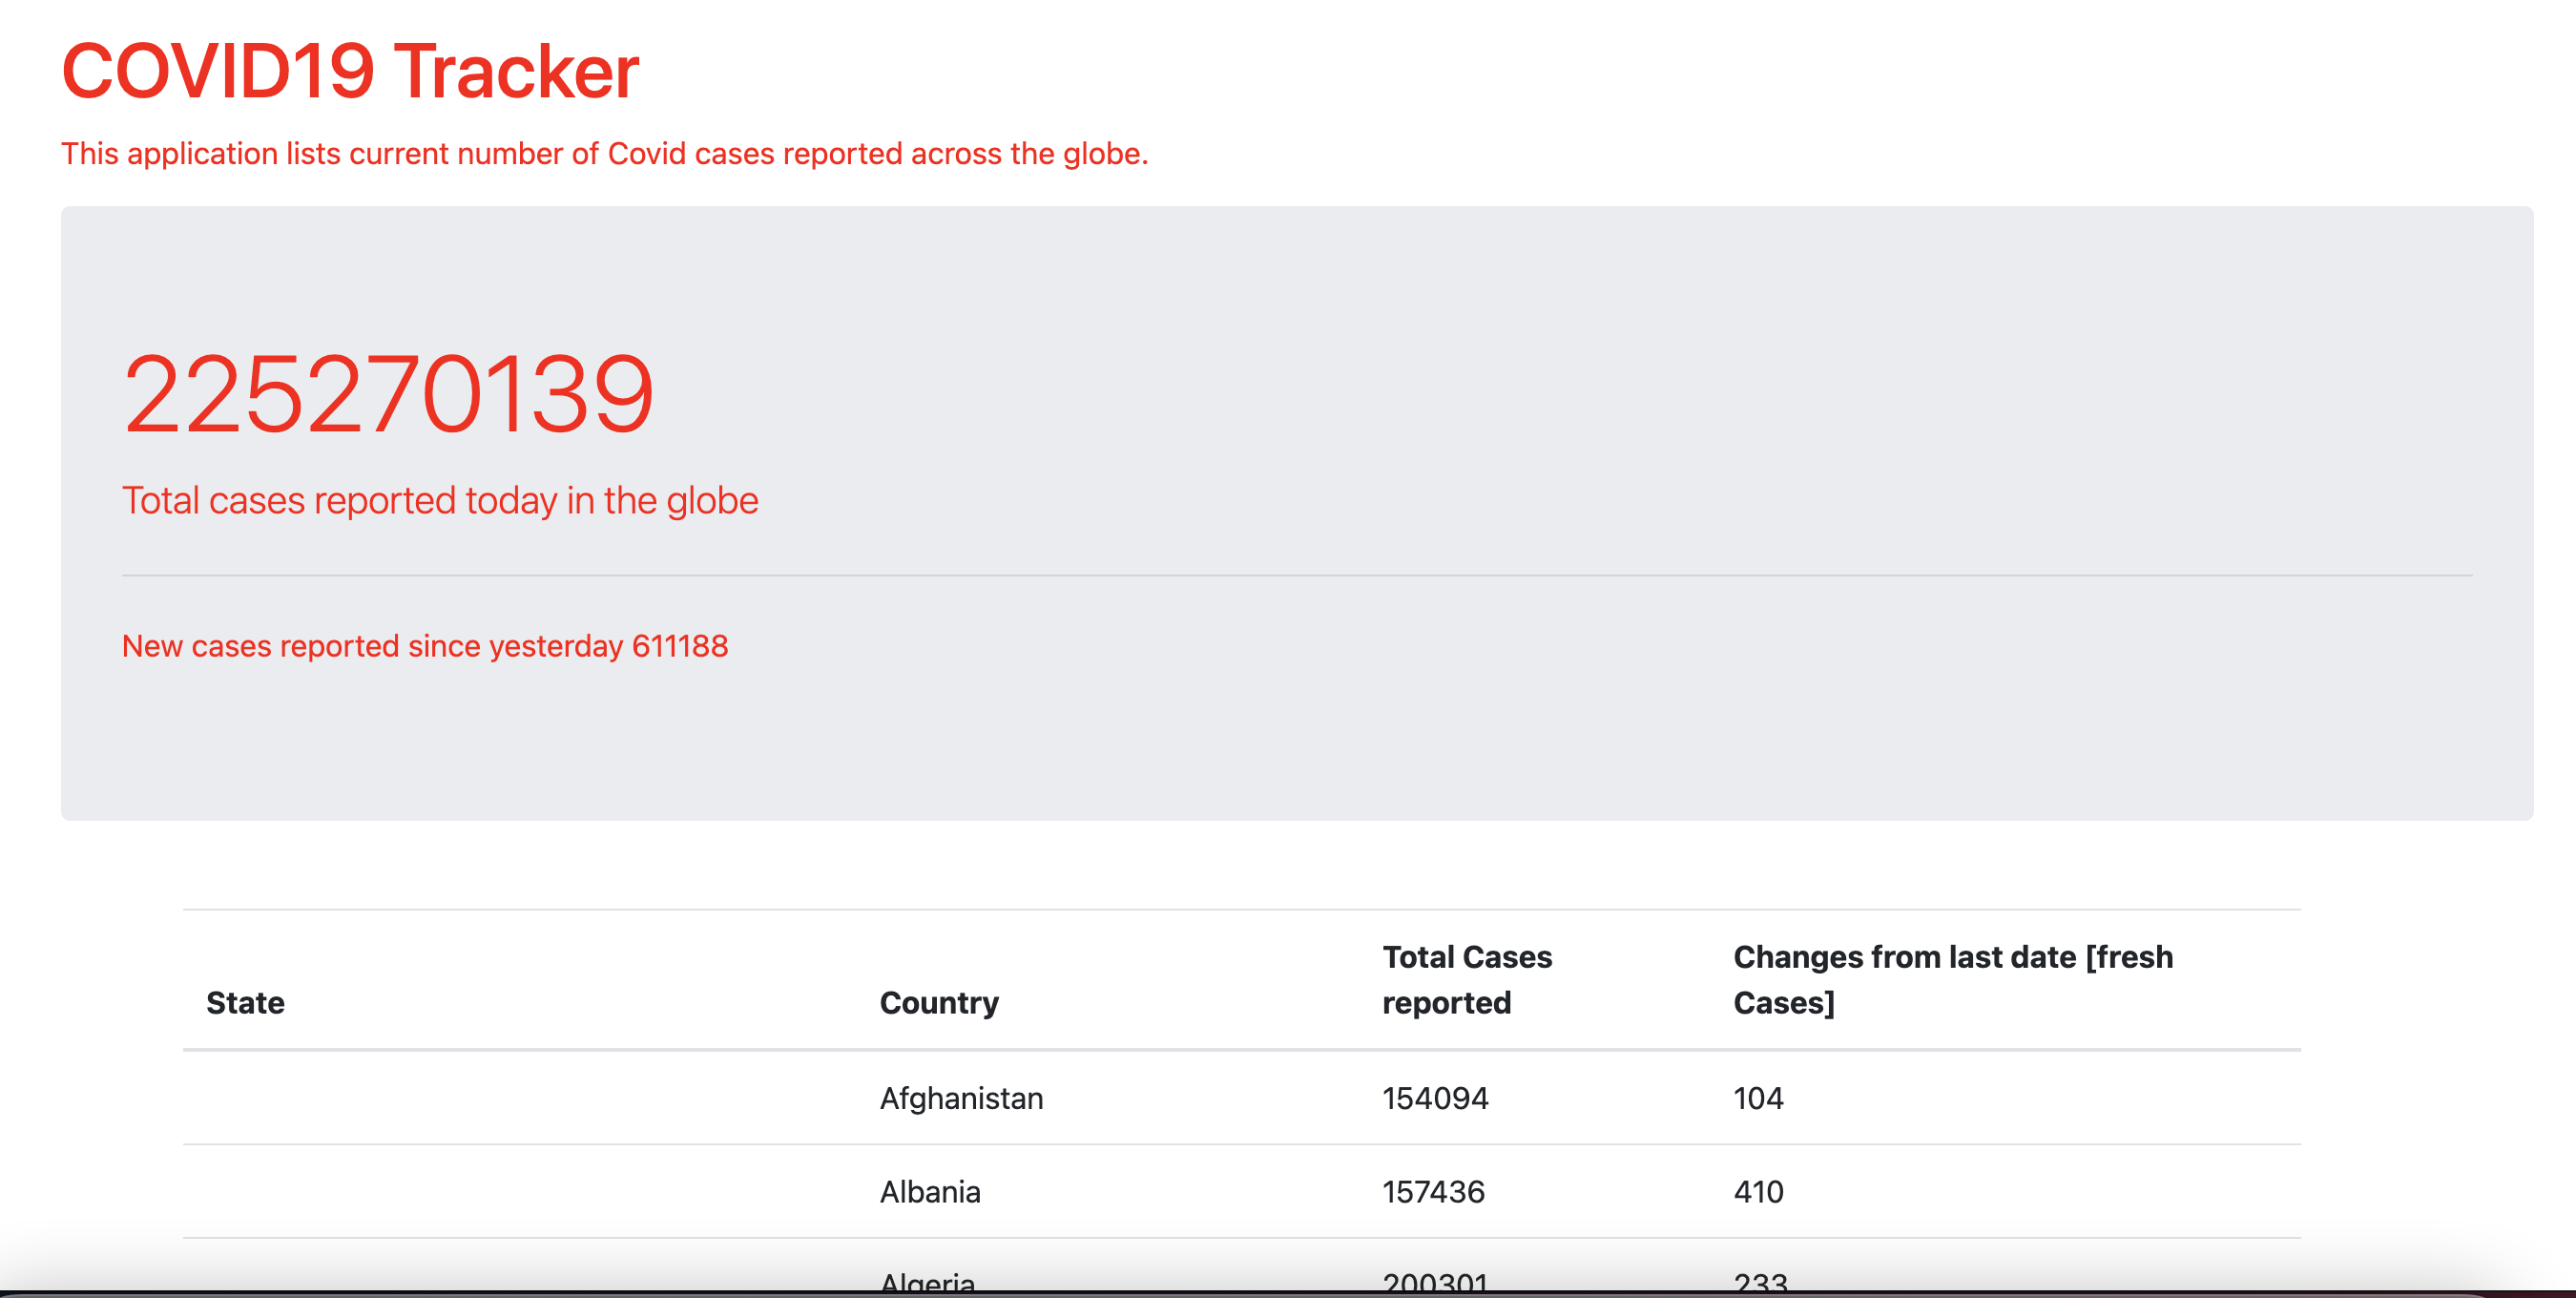 COVID19 Tracker
This application lists current number of Covid cases reported across the globe.
225270139
Total cases reported today in the globe
New cases reported since yesterday 611188
State Country Total Cases reported Changes from last date [fresh Cases]
Afghanistan 154094 104
Albania 157436 410
Algeria 200301 233